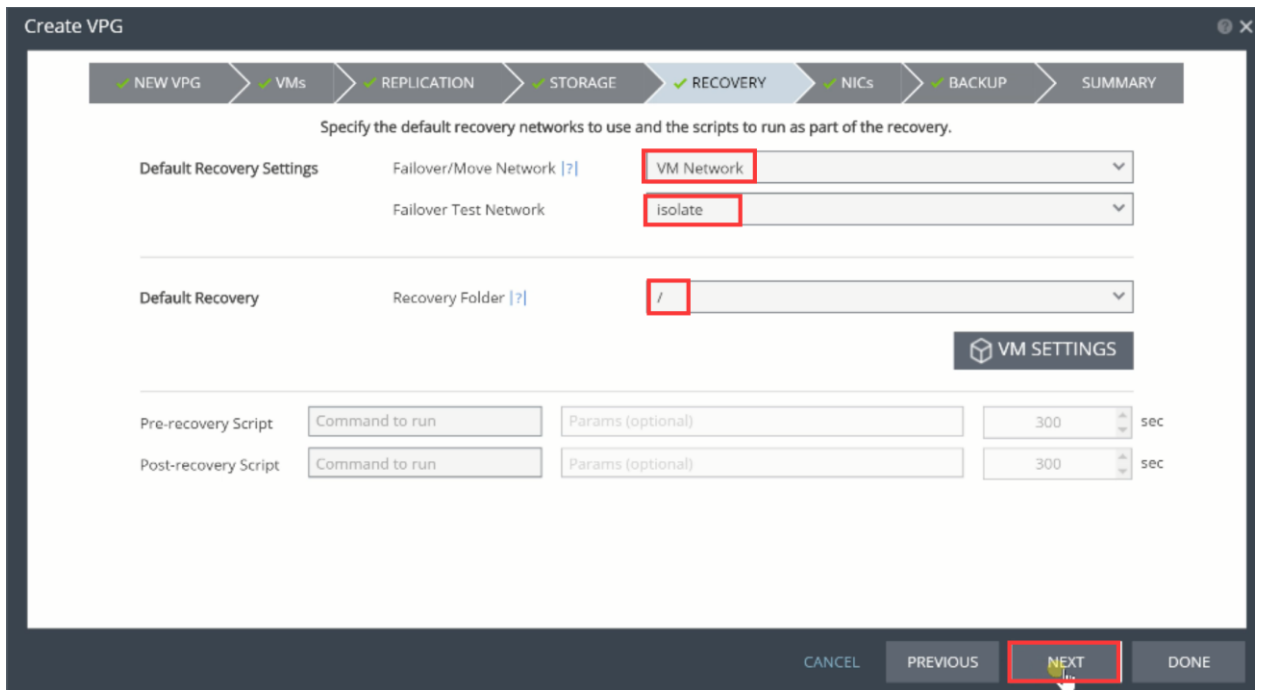 Create VPG
NEW VPG VMs REPLICATION STORAGE RECOVERY NICs BACKUP SUMMARY
Specify the default recovery networks to use and the scripts to run as part of the recovery.
Default Recovery Settings Failover/Move Network |?| VM Network
Failover Test Network isolate
Default Recovery Recovery Folder |?| /
VM SETTINGS
Pre-recovery Script Command to run Params (optional) 300 sec
Post-recovery Script Command to run Params (optional) 300 sec
CANCEL PREVIOUS NEXT DONE